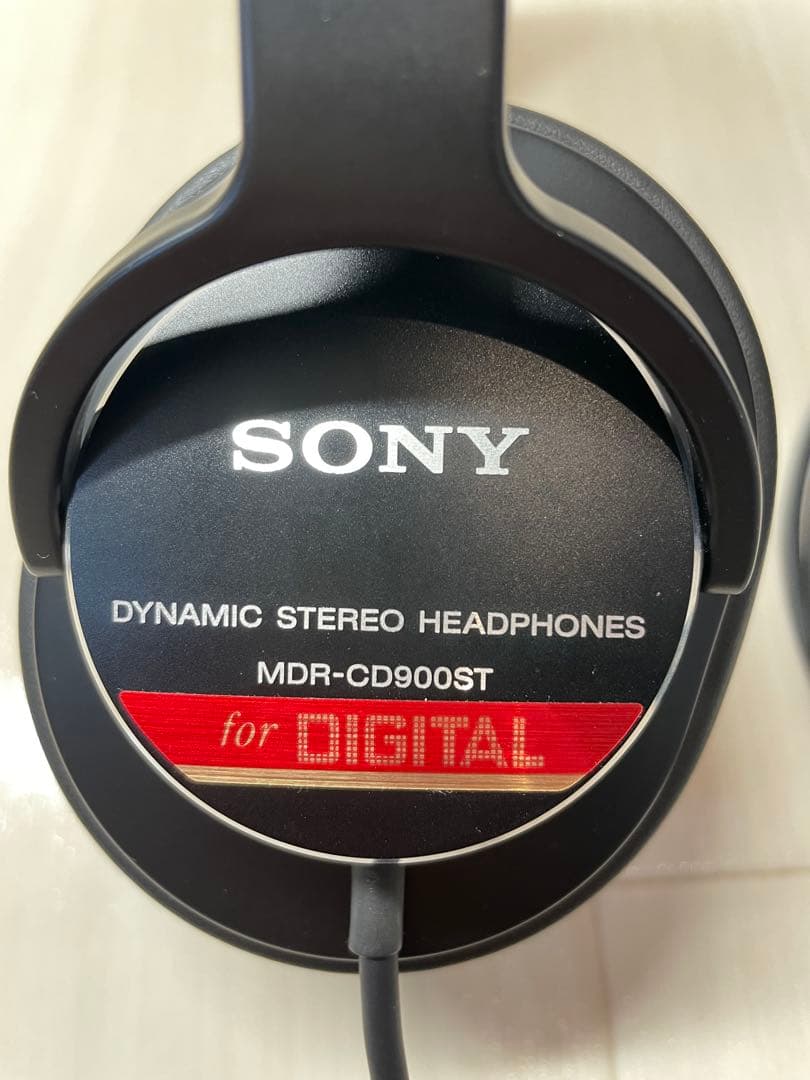 SONY
DYNAMIC STEREO HEADPHONES
MDR-CD900ST
for DIGITAL